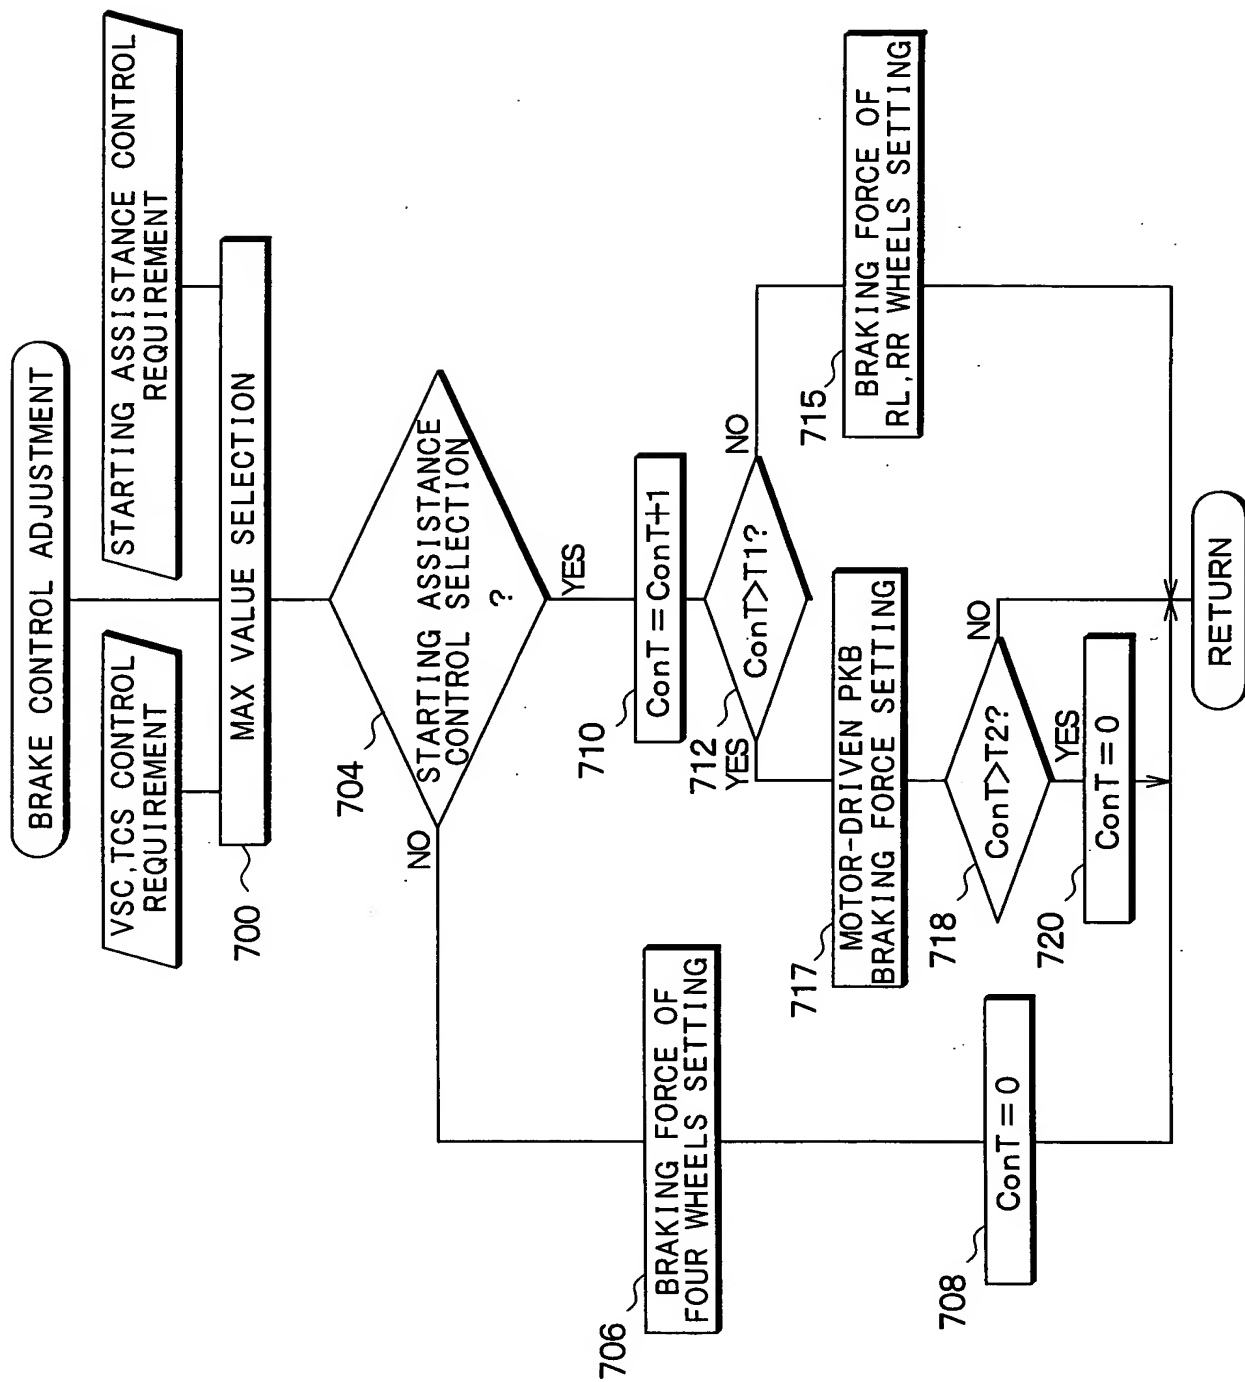 BRAKE CONTROL ADJUSTMENT
VSC,TCS CONTROL
REQUIREMENT
STARTING ASSISTANCE CONTROL
REQUIREMENT
700
MAX VALUE SELECTION
704
STARTING ASSISTANCE
CONTROL SELECTION
?
NO
YES
706
BRAKING FORCE OF
FOUR WHEELS SETTING
708
ConT=0
710
ConT=ConT+1
712
ConT>T1?
YES
NO
717
MOTOR-DRIVEN PKB
BRAKING FORCE SETTING
715
BRAKING FORCE OF
RL,RR WHEELS SETTING
718
ConT>T2?
NO
YES
720
ConT=0
RETURN